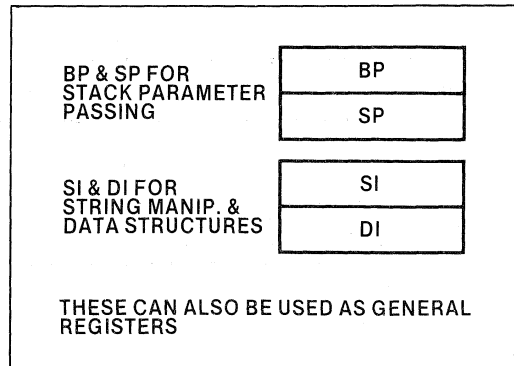 BP & SP FOR
STACK PARAMETER
PASSING
BP
SP
SI & DI FOR
STRING MANIP. &
DATA STRUCTURES
SI
DI
THESE CAN ALSO BE USED AS GENERAL
REGISTERS